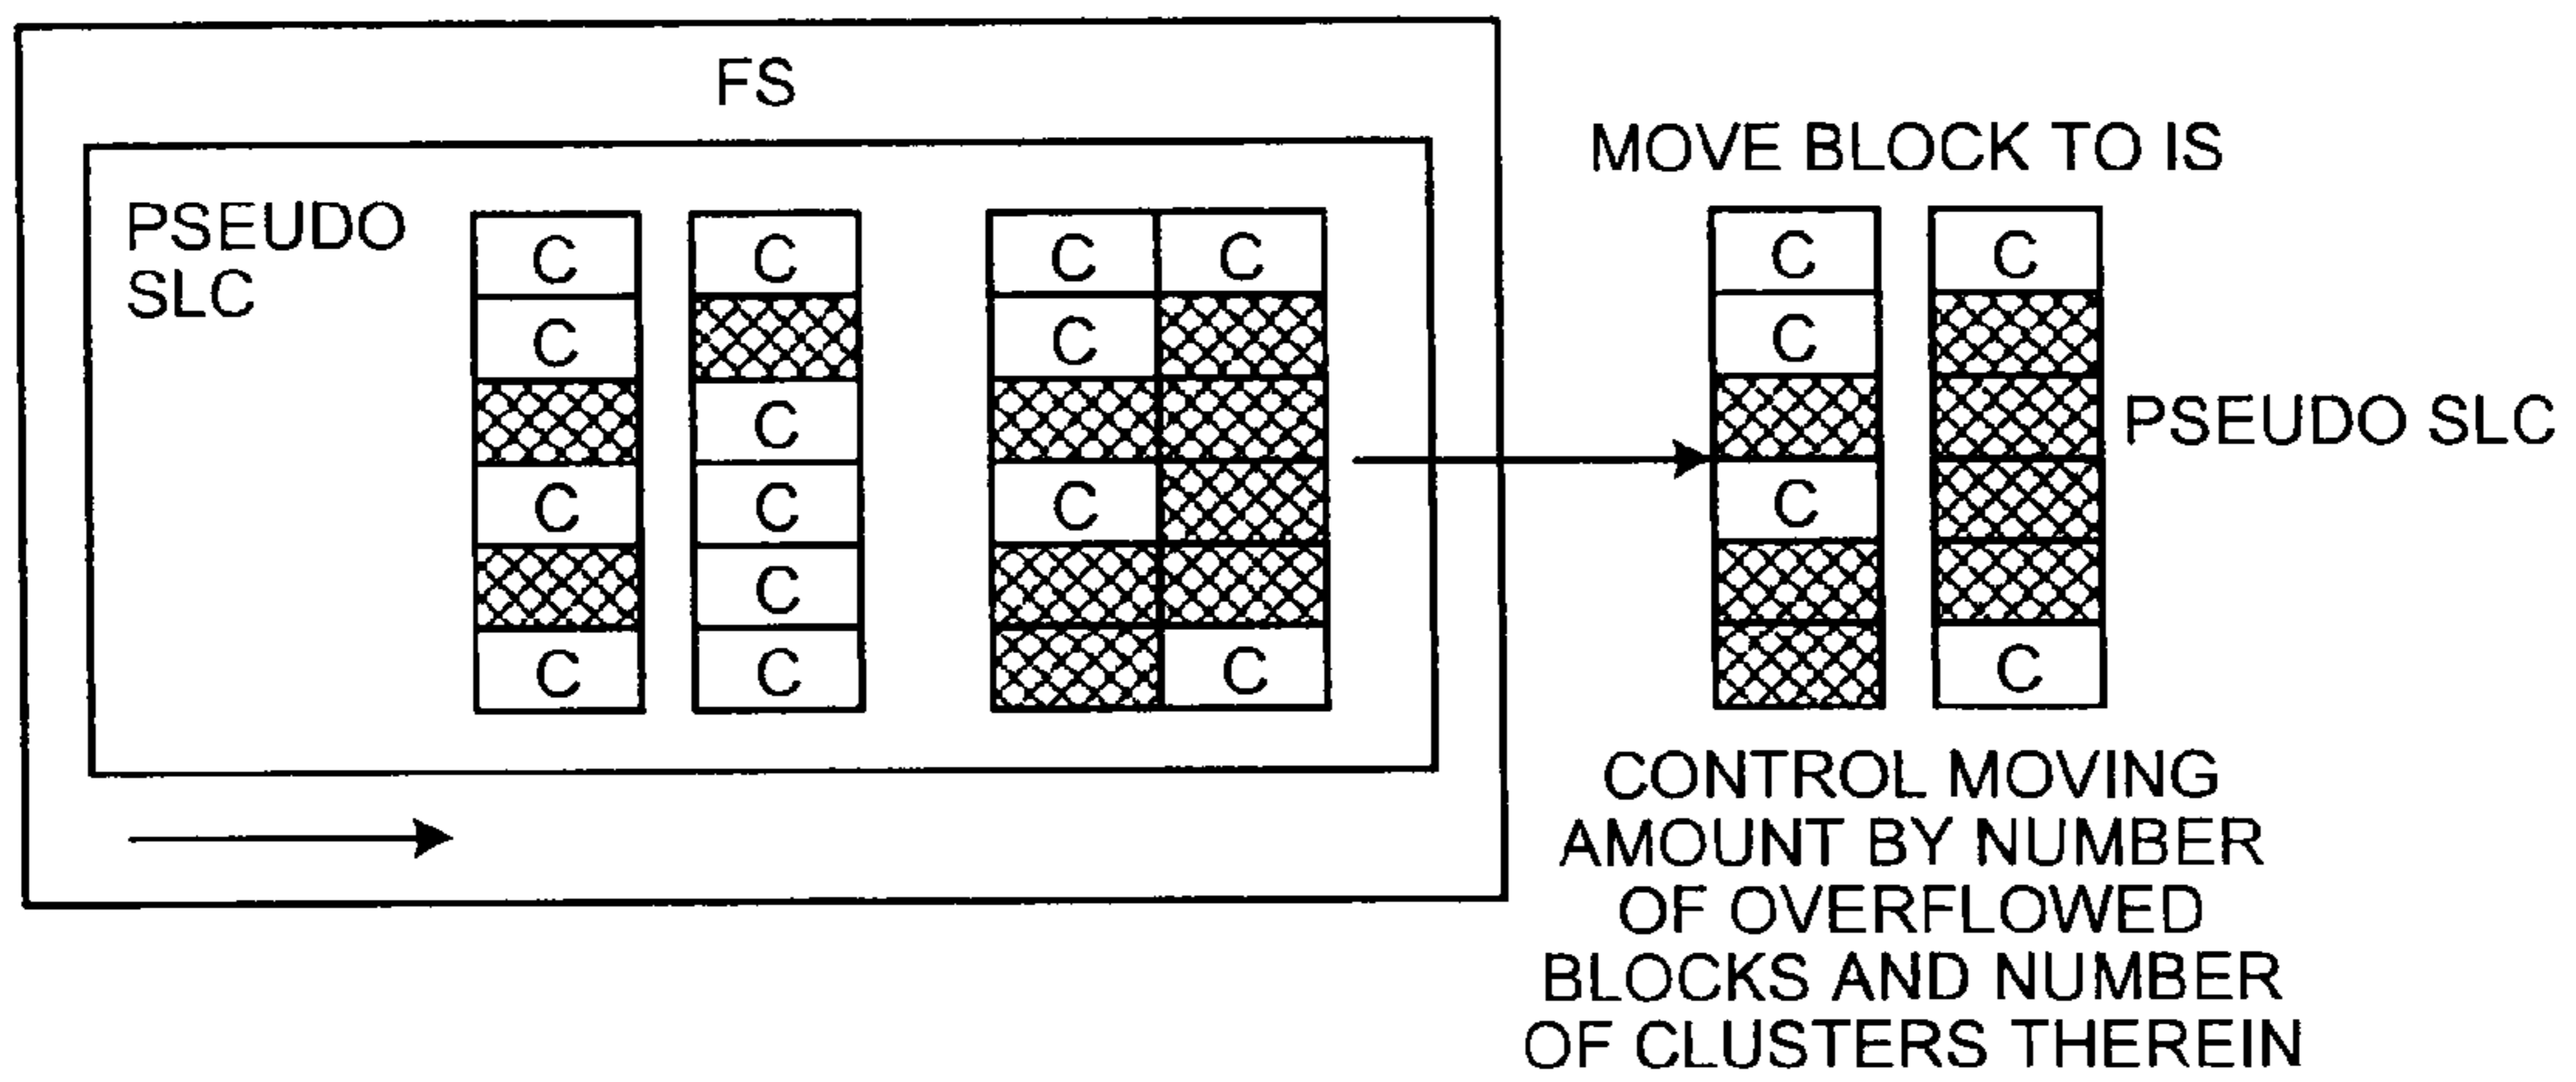 FS
PSEUDO
SLC
C C C C
C C
C
C C C
C
C C C
MOVE BLOCK TO IS
C C
C
C
C
PSEUDO SLC
CONTROL MOVING
AMOUNT BY NUMBER
OF OVERFLOWED
BLOCKS AND NUMBER
OF CLUSTERS THEREIN